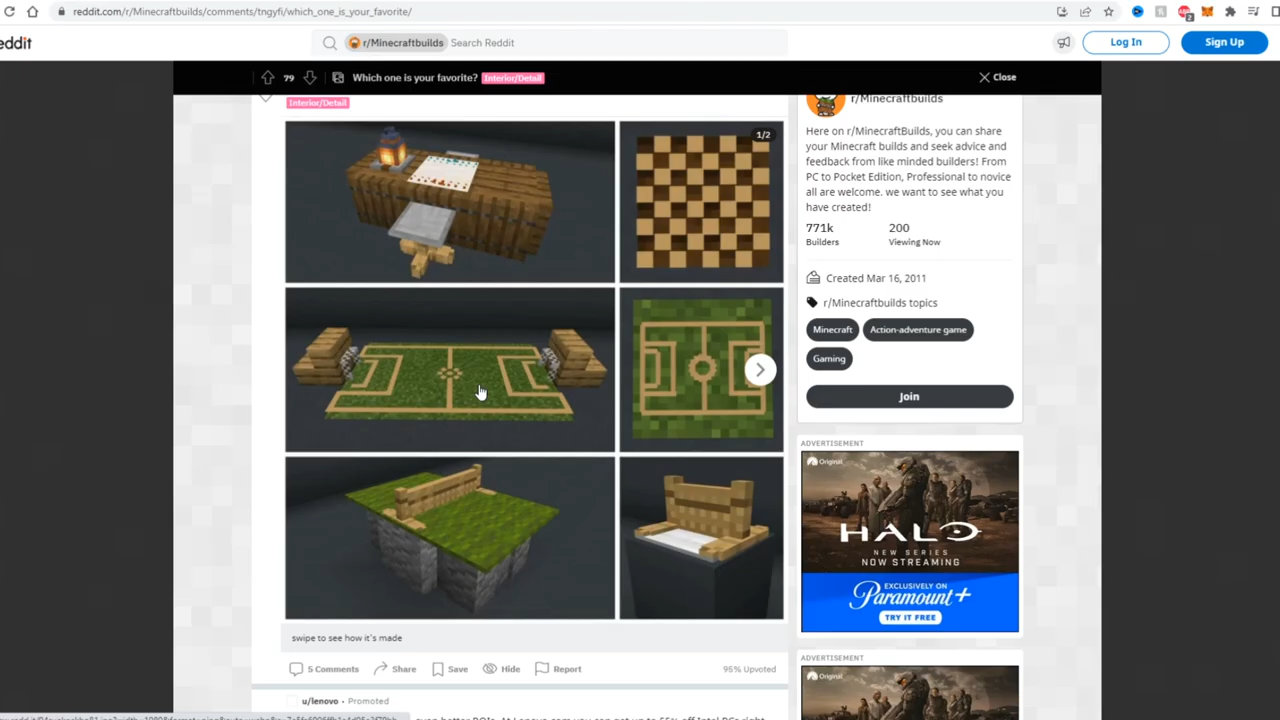 reddit.com/r/Minecraftbuilds/comments/tngyfi/which_one_is_your_favorite/
2
eddit
r/Minecraftbuilds
Search Reddit
Log In
Sign Up
79
Which one is your favorite?
Interior/Detail
Close
Interior/Detail
1/2
r/Minecraftbuilds
Here on r/MinecraftBuilds, you can share
your Minecraft builds and seek advice and
feedback from like minded builders! From
PC to Pocket Edition, Professional to novice
all are welcome. we want to see what you
have created!
771k
200
Builders
Viewing Now
Created Mar 16, 2011
r/Minecraftbuilds topics
Minecraft
Action-adventure game
Gaming
Join
ADVERTISEMENT
Original
HALO
NEW SERIES
NOW STREAMING
EXCLUSIVELY ON
Paramount+
TRY IT FREE
swipe to see how it's made
5 Comments
Share
Save
Hide
Report
95% Upvoted
ADVERTISEMENT
Original
u/lenovo • Promoted